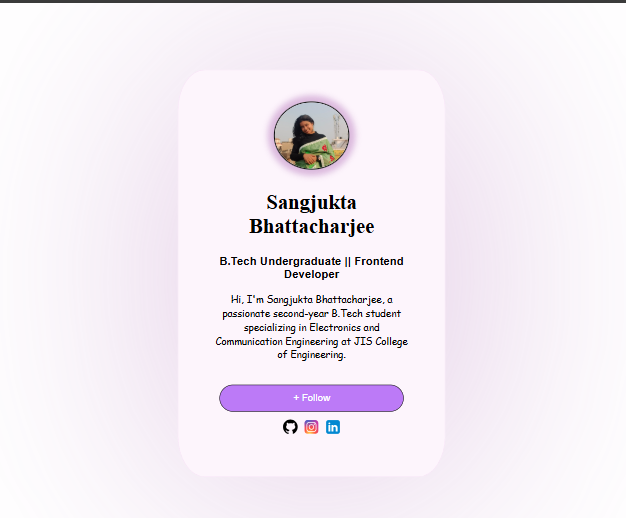 Sangjukta
Bhattacharjee
B.Tech Undergraduate || Frontend
Developer
Hi, I'm Sangjukta Bhattacharjee, a
passionate second-year B.Tech student
specializing in Electronics and
Communication Engineering at JIS College
of Engineering.
+ Follow
in